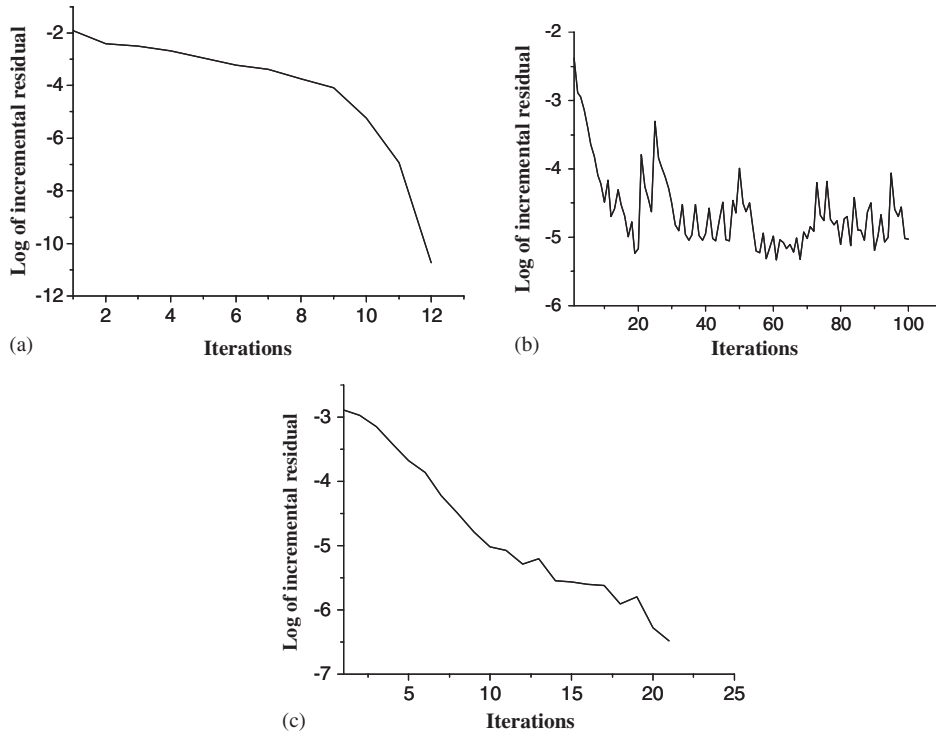 Log of incremental residual
-2
-4
-6
-8
-10
-12
2 4 6 8 10 12
Iterations
(a)
Log of incremental residual
-2
-3
-4
-5
-6
20 40 60 80 100
Iterations
(b)
Log of incremental residual
-3
-4
-5
-6
-7
5 10 15 20 25
Iterations
(c)